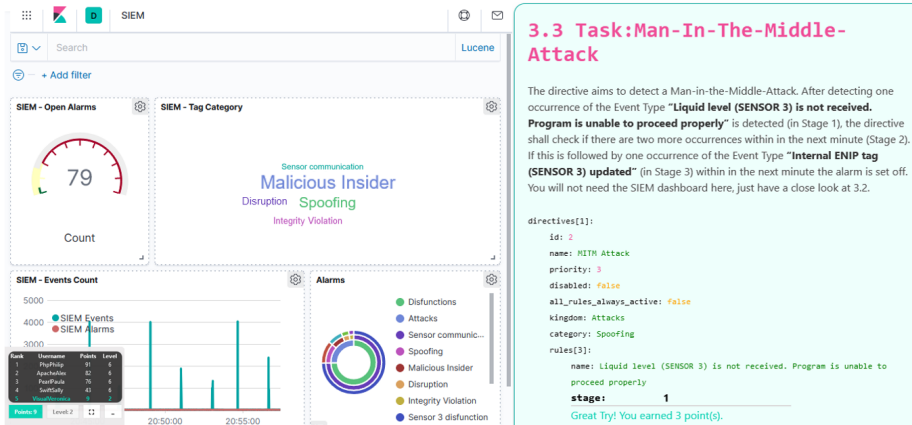 D
SIEM
Search
Lucene
+ Add filter
SIEM - Open Alarms
79
Count
SIEM - Tag Category
Sensor communication
Malicious Insider
Disruption
Spoofing
Integrity Violation
SIEM - Events Count
5000
4000
3000
SIEM Events
SIEM Alarms
20:50:00
20:55:00
Alarms
Disfunctions
Attacks
Sensor communic...
Spoofing
Malicious Insider
Disruption
Integrity Violation
Sensor 3 disfunction
Rank Username Points Level
1 PhpPhilip 91 6
2 ApacheAlex 82 6
3 PearlPaula 76 6
4 SwiftSally 43 6
5 VisualVeronica 9 2
Points 9
Level: 2
3.3 Task:Man-In-The-Middle-
Attack
The directive aims to detect a Man-in-the-Middle-Attack. After detecting one
occurrence of the Event Type “Liquid level (SENSOR 3) is not received.
Program is unable to proceed properly” is detected (in Stage 1), the directive
shall check if there are two more occurrences within in the next minute (Stage 2).
If this is followed by one occurrence of the Event Type “Internal ENIP tag
(SENSOR 3) updated” (in Stage 3) within in the next minute the alarm is set off.
You will not need the SIEM dashboard here, just have a close look at 3.2.
directives[1]:
id: 2
name: MITM Attack
priority: 3
disabled: false
all_rules_always_active: false
kingdom: Attacks
category: Spoofing
rules[3]:
name: Liquid level (SENSOR 3) is not received. Program is unable to
proceed properly
stage: 1
Great Try! You earned 3 point(s).